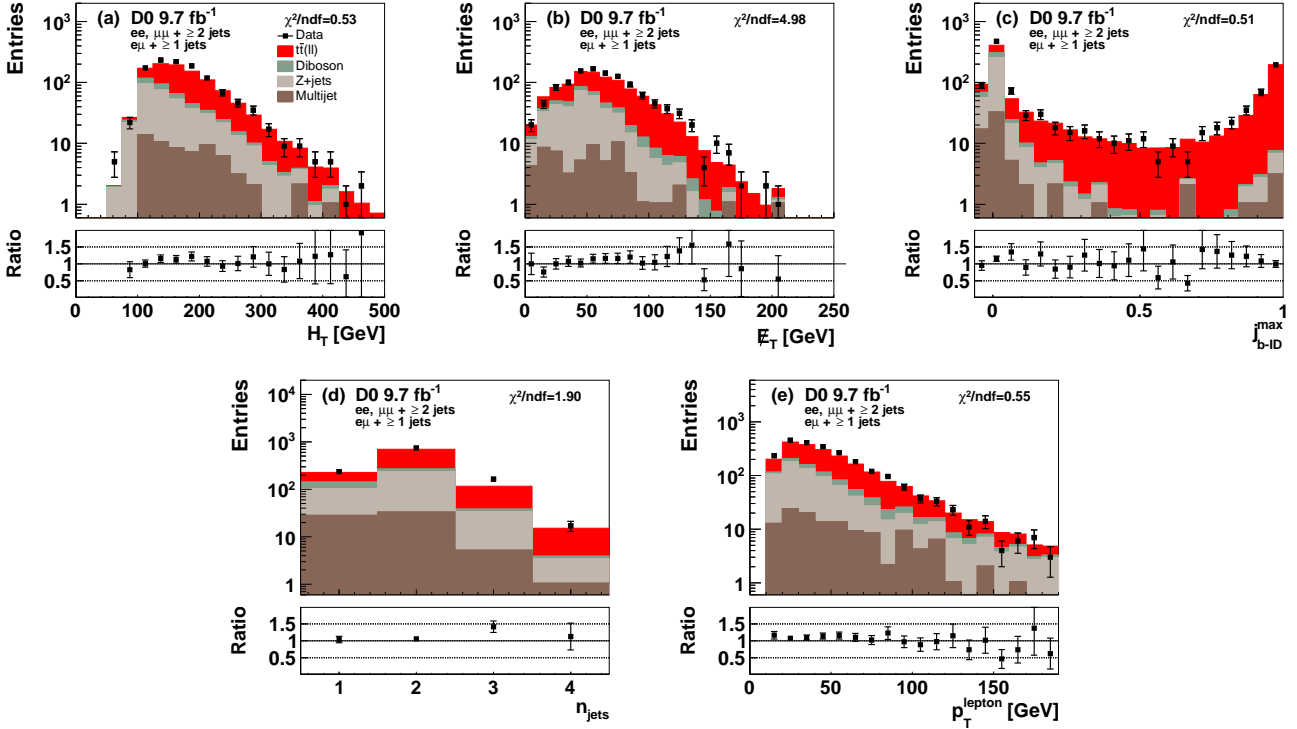 (a) D0 9.7 fb⁻¹ χ²/ndf=0.53
ee, μμ + ≥ 2 jets
eμ + ≥ 1 jets
Data
tt̄(ll)
Diboson
Z+jets
Multijet
Entries
10³
10²
10
1
Ratio
1.5
1
0.5
0 100 200 300 400 500
H_T [GeV]
(b) D0 9.7 fb⁻¹ χ²/ndf=4.98
ee, μμ + ≥ 2 jets
eμ + ≥ 1 jets
Entries
10³
10²
10
1
Ratio
1.5
1
0.5
0 50 100 150 200 250
E̸_T [GeV]
(c) D0 9.7 fb⁻¹ χ²/ndf=0.51
ee, μμ + ≥ 2 jets
eμ + ≥ 1 jets
Entries
10³
10²
10
1
Ratio
1.5
1
0.5
0 0.5 1
j_b-ID^max
(d) D0 9.7 fb⁻¹ χ²/ndf=1.90
ee, μμ + ≥ 2 jets
eμ + ≥ 1 jets
Entries
10⁴
10³
10²
10
1
Ratio
1.5
1
0.5
1 2 3 4
n_jets
(e) D0 9.7 fb⁻¹ χ²/ndf=0.55
ee, μμ + ≥ 2 jets
eμ + ≥ 1 jets
Entries
10³
10²
10
1
Ratio
1.5
1
0.5
0 50 100 150
p_T^lepton [GeV]